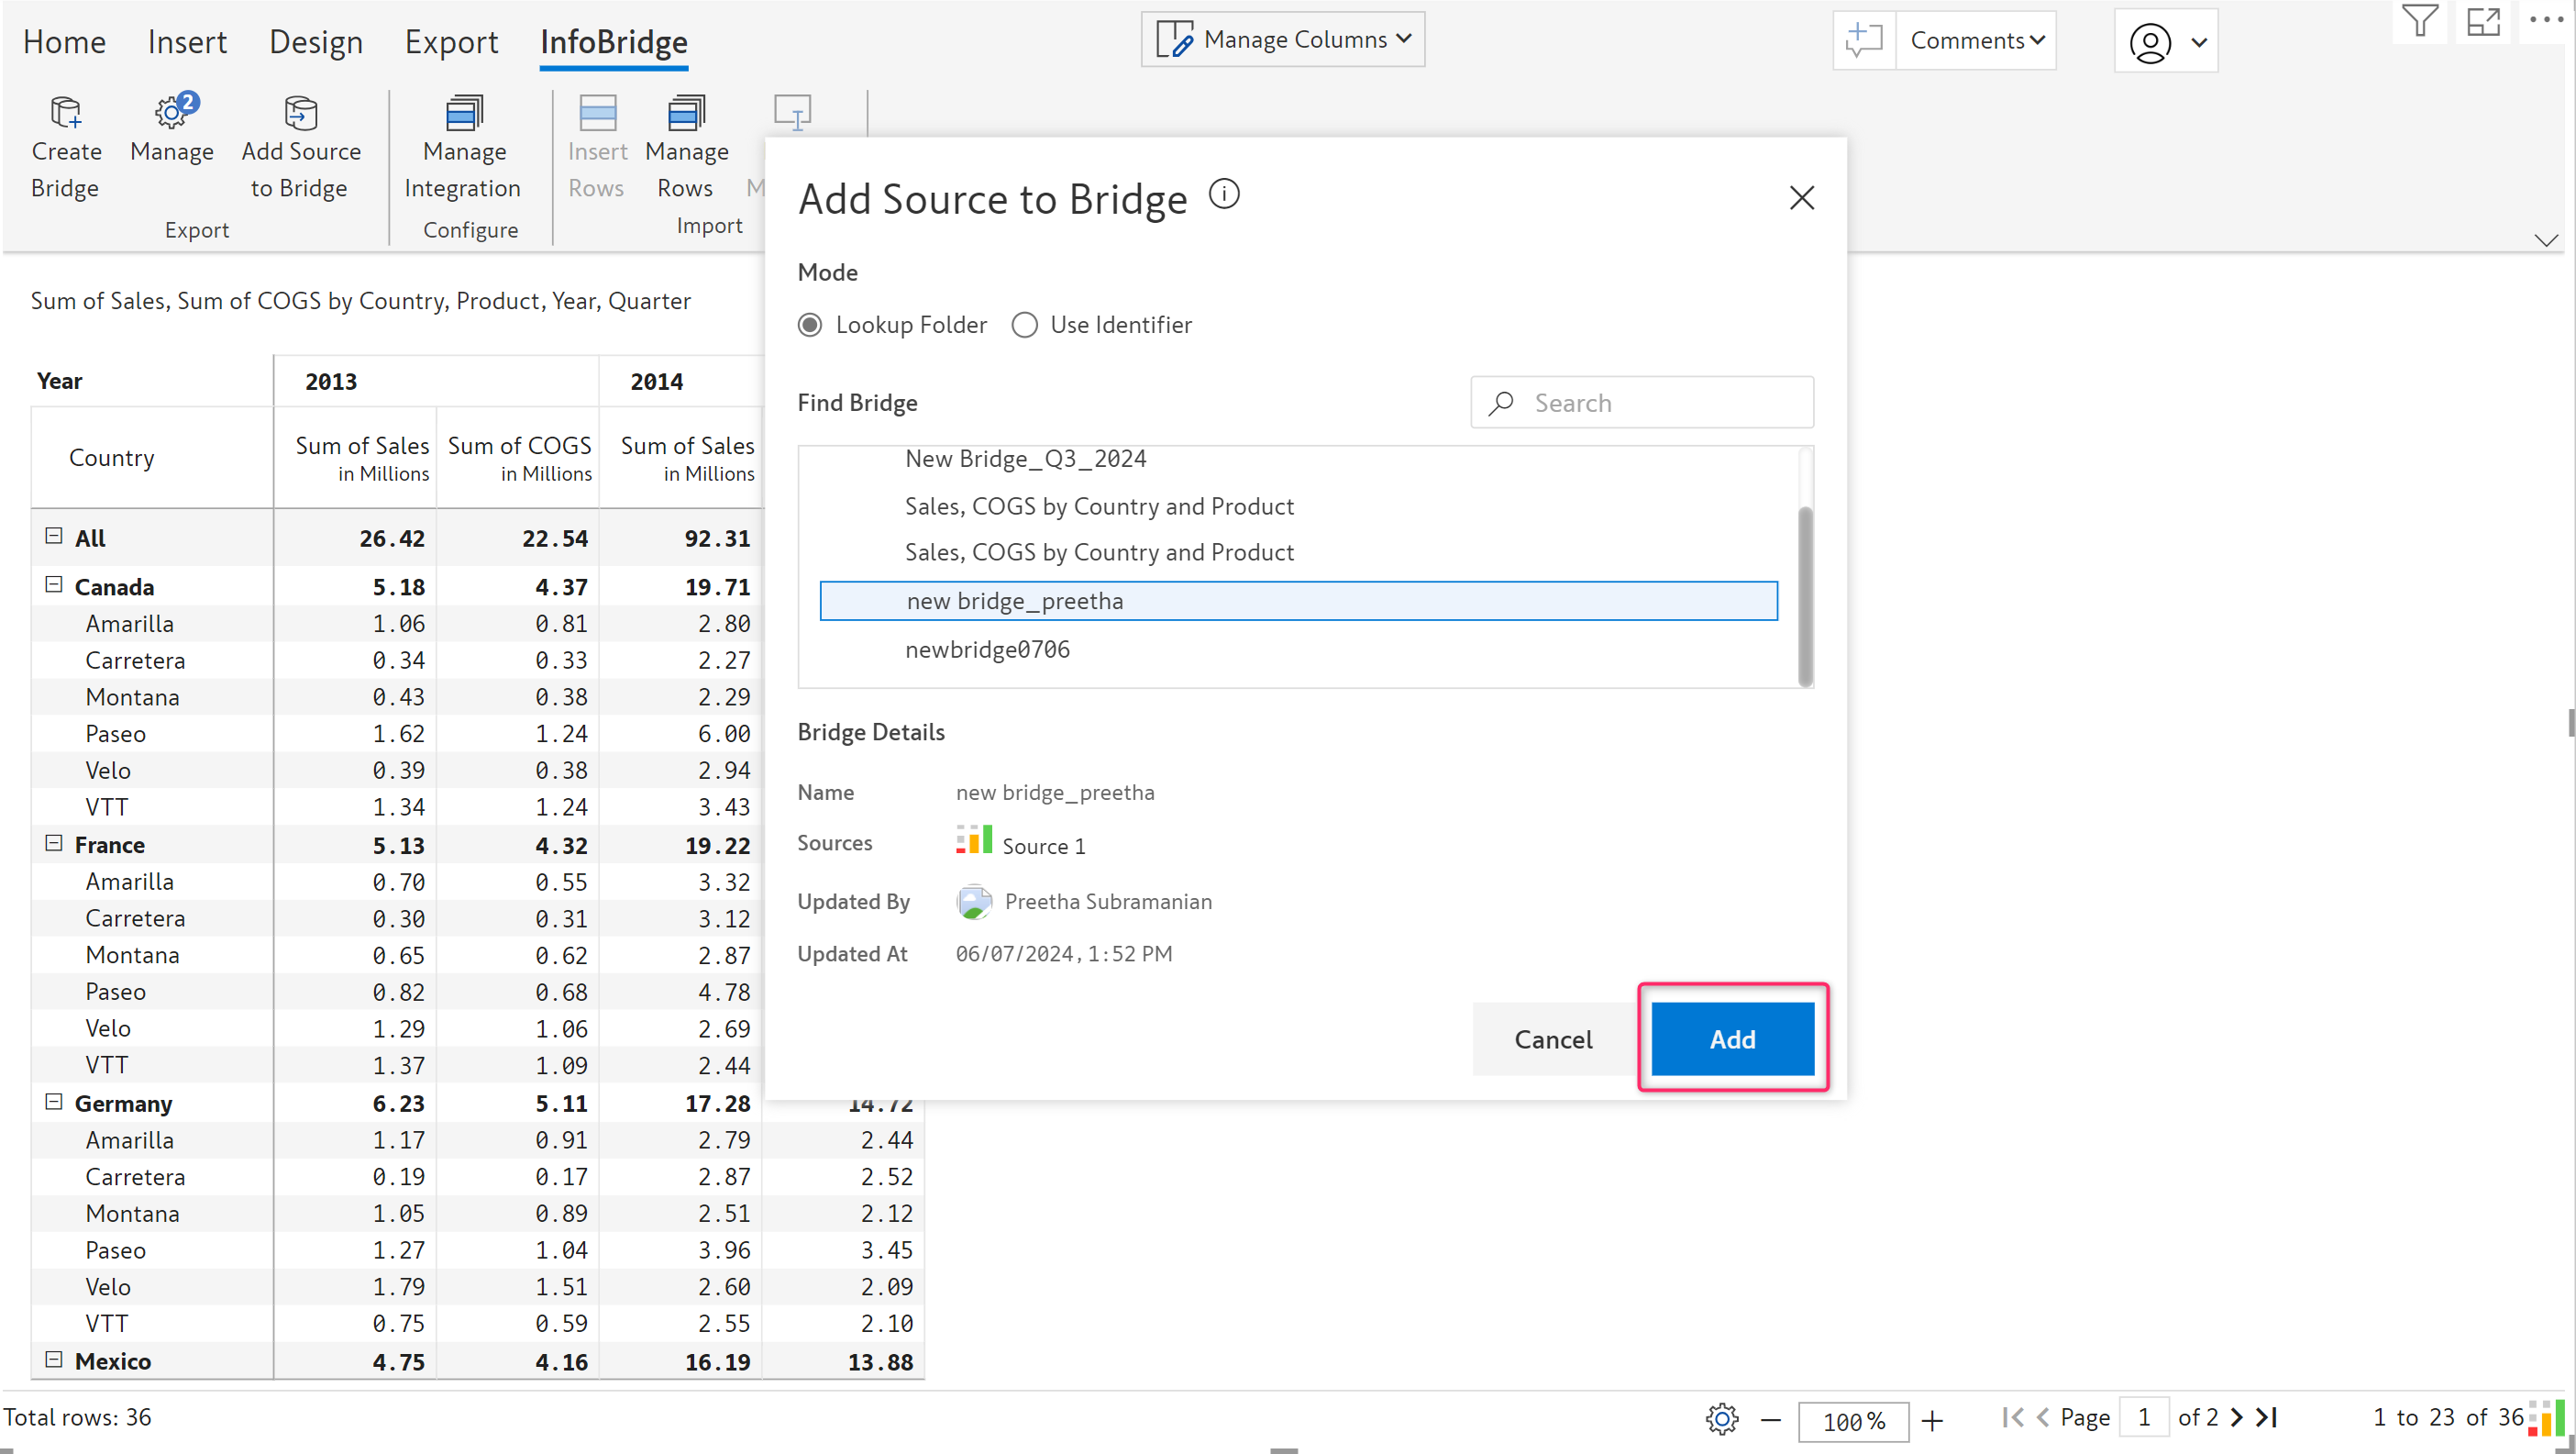 Home Insert Design Export InfoBridge
Manage Columns
Comments
2
Create Bridge
Manage
Add Source to Bridge
Export
Manage Integration
Configure
Insert Rows
Manage Rows
M
Import
Sum of Sales, Sum of COGS by Country, Product, Year, Quarter
Year 2013 2014
Country Sum of Sales in Millions Sum of COGS in Millions Sum of Sales in Millions
All 26.42 22.54 92.31
Canada 5.18 4.37 19.71
Amarilla 1.06 0.81 2.80
Carretera 0.34 0.33 2.27
Montana 0.43 0.38 2.29
Paseo 1.62 1.24 6.00
Velo 0.39 0.38 2.94
VTT 1.34 1.24 3.43
France 5.13 4.32 19.22
Amarilla 0.70 0.55 3.32
Carretera 0.30 0.31 3.12
Montana 0.65 0.62 2.87
Paseo 0.82 0.68 4.78
Velo 1.29 1.06 2.69
VTT 1.37 1.09 2.44
Germany 6.23 5.11 17.28 14.72
Amarilla 1.17 0.91 2.79 2.44
Carretera 0.19 0.17 2.87 2.52
Montana 1.05 0.89 2.51 2.12
Paseo 1.27 1.04 3.96 3.45
Velo 1.79 1.51 2.60 2.09
VTT 0.75 0.59 2.55 2.10
Mexico 4.75 4.16 16.19 13.88
Add Source to Bridge
Mode
Lookup Folder Use Identifier
Find Bridge
Search
New Bridge_Q3_2024
Sales, COGS by Country and Product
Sales, COGS by Country and Product
new bridge_preetha
newbridge0706
Bridge Details
Name new bridge_preetha
Sources Source 1
Updated By Preetha Subramanian
Updated At 06/07/2024, 1:52 PM
Cancel Add
Total rows: 36
100%
Page 1 of 2
1 to 23 of 36